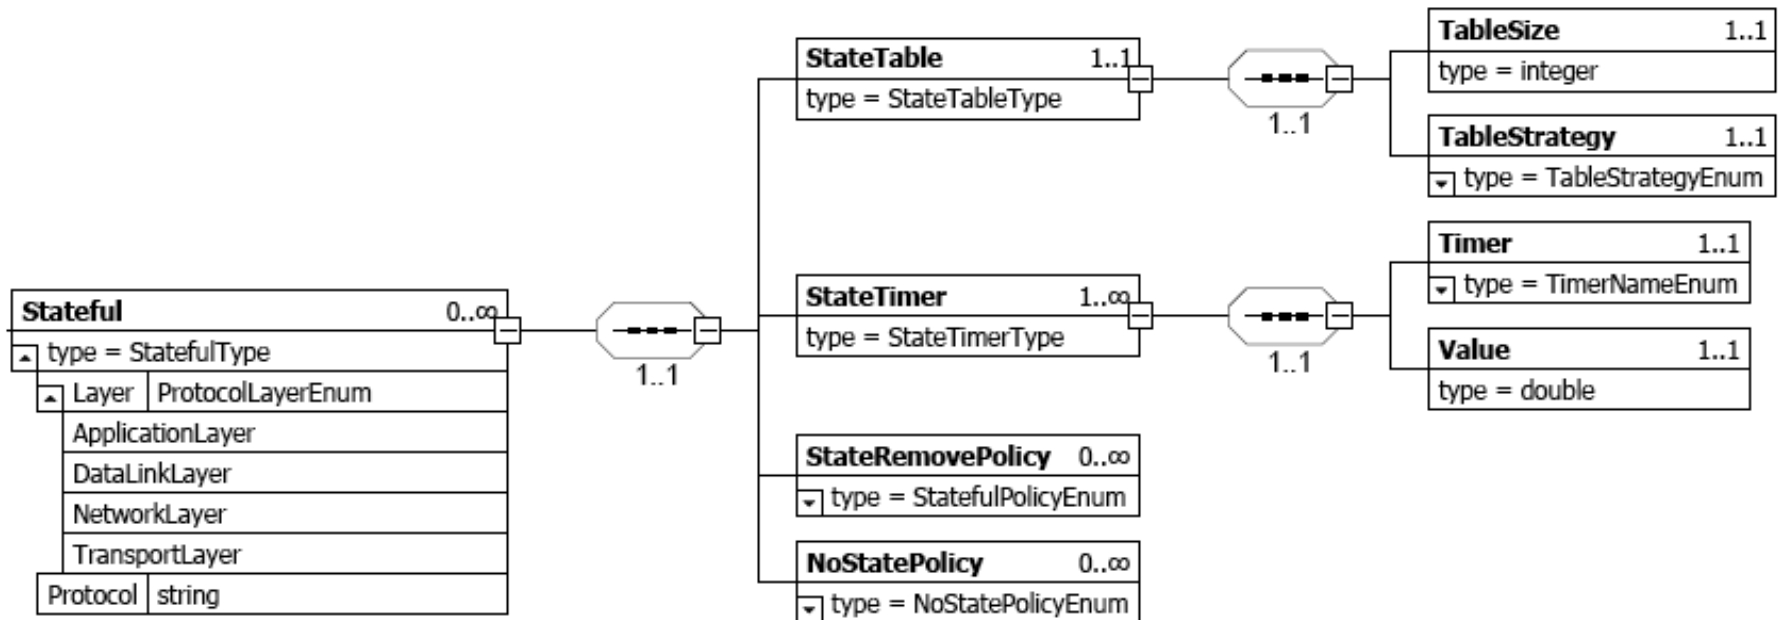 Stateful 0..∞
type = StatefulType
Layer ProtocolLayerEnum
ApplicationLayer
DataLinkLayer
NetworkLayer
TransportLayer
Protocol string
1..1
StateTable 1..1
type = StateTableType
1..1
TableSize 1..1
type = integer
TableStrategy 1..1
type = TableStrategyEnum
StateTimer 1..∞
type = StateTimerType
1..1
Timer 1..1
type = TimerNameEnum
Value 1..1
type = double
StateRemovePolicy 0..∞
type = StatefulPolicyEnum
NoStatePolicy 0..∞
type = NoStatePolicyEnum